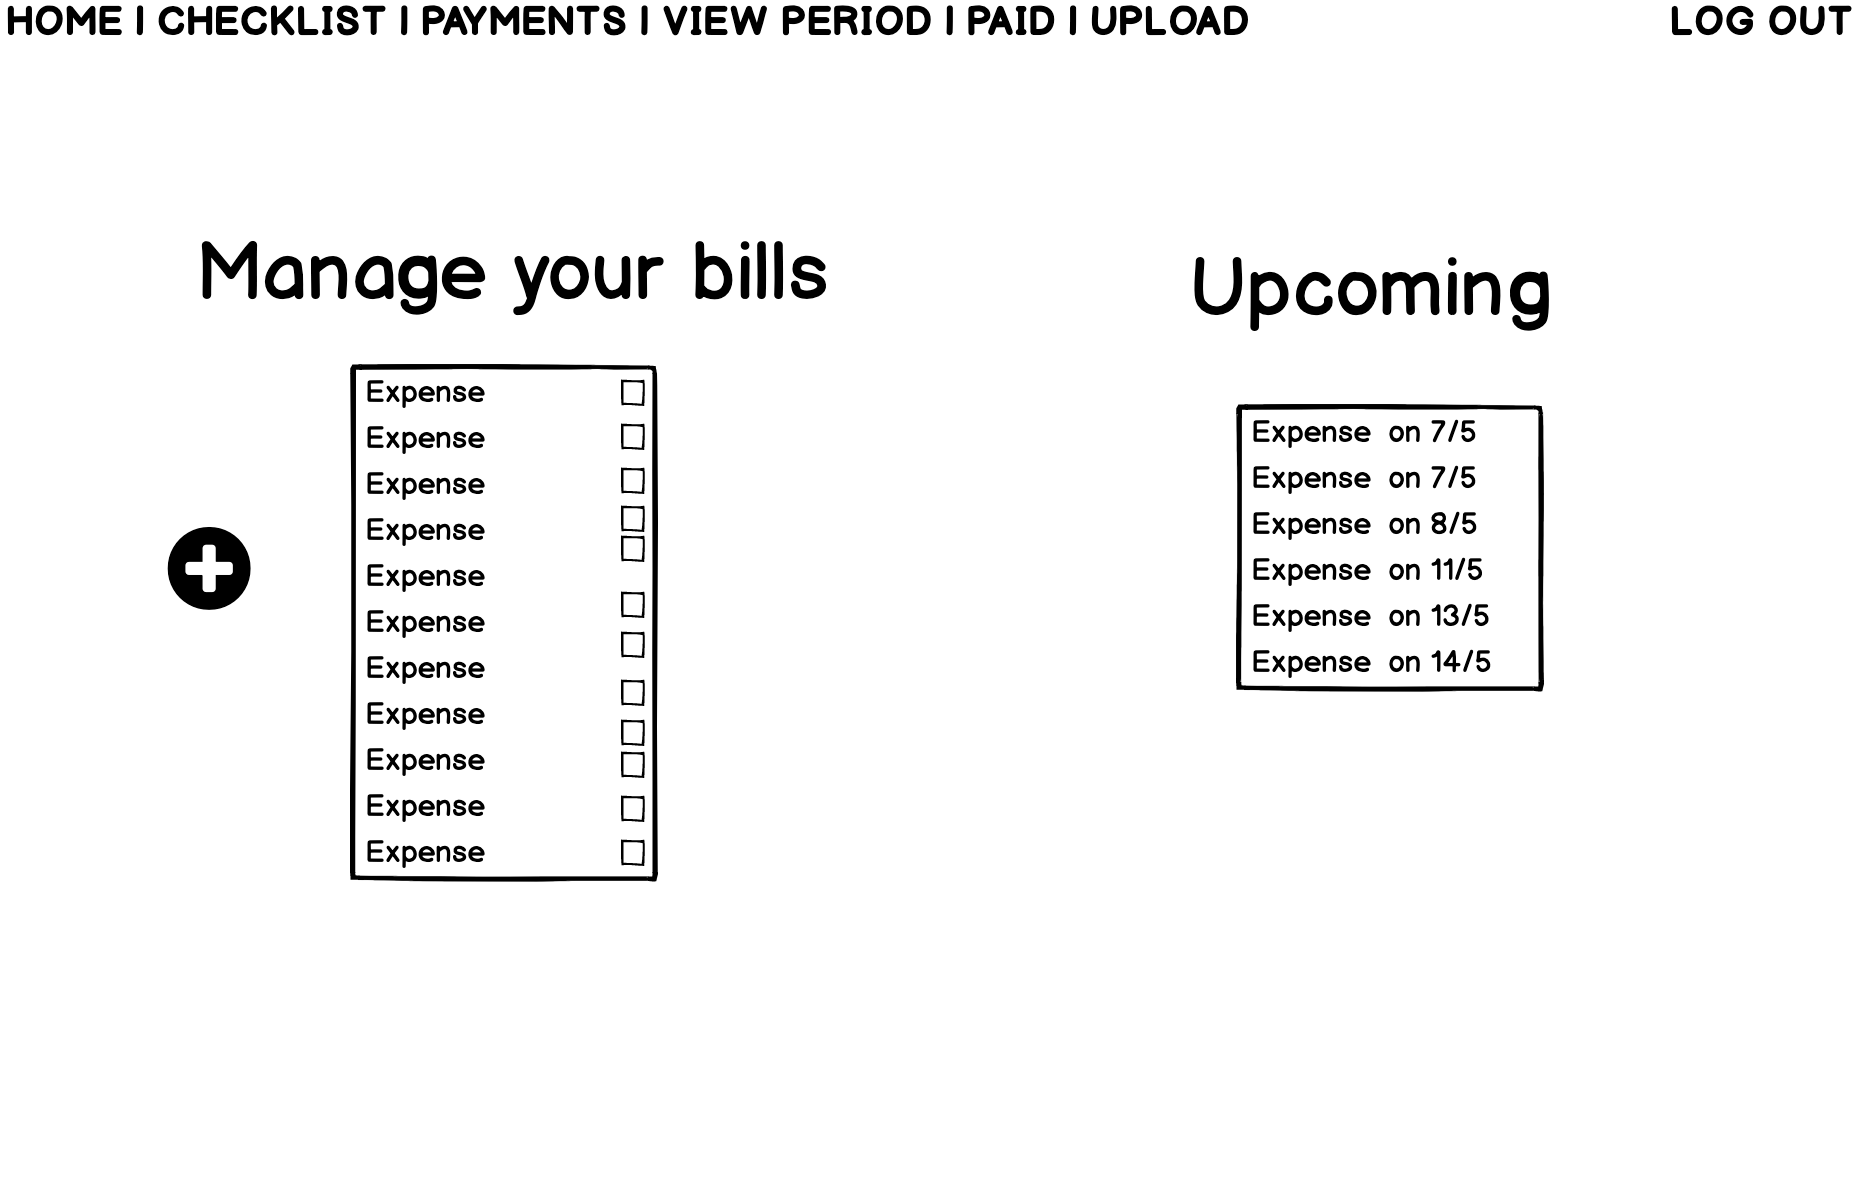 HOME | CHECKLIST | PAYMENTS | VIEW PERIOD | PAID | UPLOAD
LOG OUT
Manage your bills
Expense
Expense
Expense
Expense
Expense
Expense
Expense
Expense
Expense
Expense
Expense
Upcoming
Expense on 7/5
Expense on 7/5
Expense on 8/5
Expense on 11/5
Expense on 13/5
Expense on 14/5